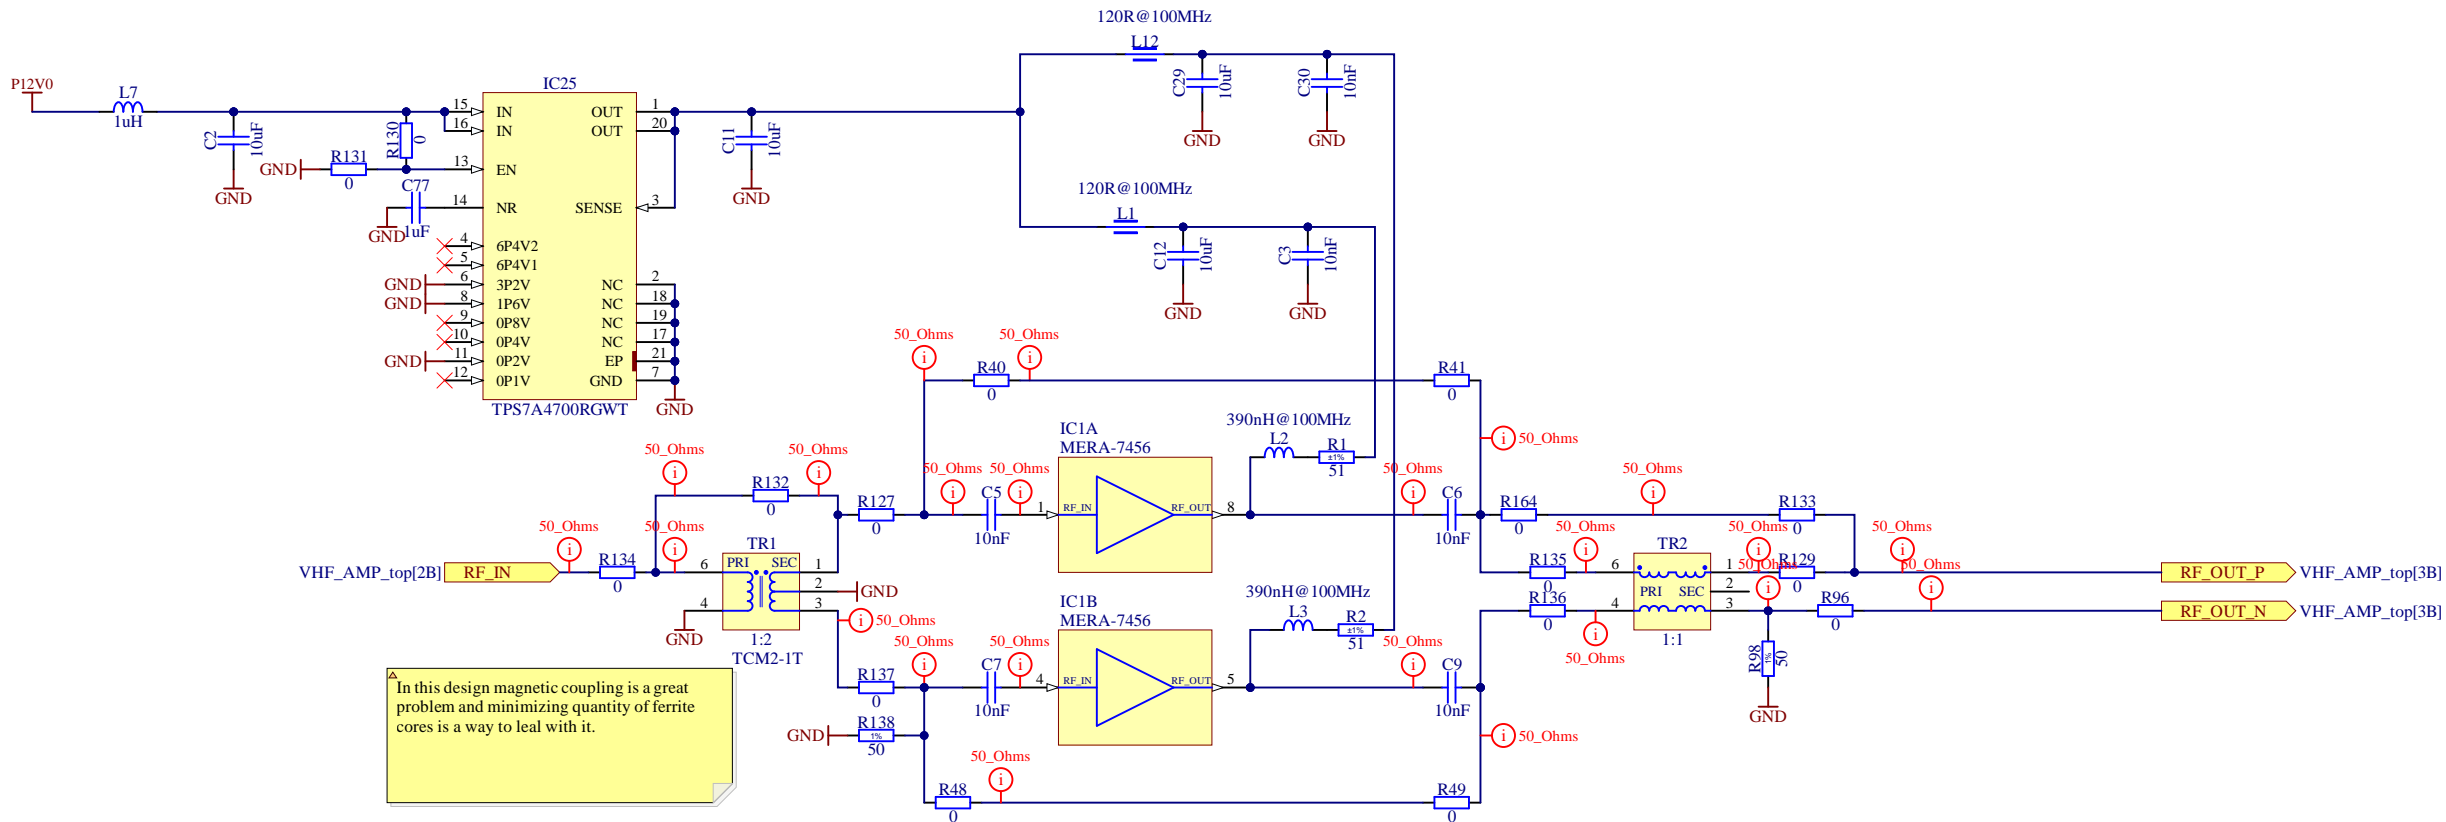 120R@100MHz
L12
C29
10uF
C30
10nF
GND
GND
P12V0
L7
1uH
C2
10uF
GND
R130
0
GND
R131
0
C77
1uF
GND
IC25
15 IN
16 IN
13 EN
14 NR
4 6P4V2
5 6P4V1
GND 6 3P2V
GND 8 1P6V
9 0P8V
10 0P4V
GND 11 0P2V
12 0P1V
OUT 1
OUT 20
SENSE 3
NC 2
NC 18
NC 19
NC 17
EP 21
GND 7
TPS7A4700RGWT
GND
C11
10uF
GND
120R@100MHz
L1
C12
10uF
C3
10nF
GND
GND
50_Ohms
50_Ohms
i
i
R40
0
R41
0
50_Ohms
i
390nH@100MHz
L2
R1
±1%
51
IC1A
MERA-7456
1 RF_IN
RF_OUT 8
50_Ohms
50_Ohms
i
i
R132
0
R127
0
50_Ohms
50_Ohms
i
i
C5
10nF
50_Ohms
i
C6
10nF
R164
0
50_Ohms
i
R133
0
VHF_AMP_top[2B]
RF_IN
50_Ohms
i
R134
0
50_Ohms
i
TR1
PRI SEC
6
4
1
2
3
GND
GND
1:2
TCM2-1T
50_Ohms
i
R135
0
50_Ohms
i
R136
0
50_Ohms
i
TR2
PRI SEC
6
4
1
2
3
1:1
50_Ohms
i
50_Ohms
i
R129
0
50_Ohms
i
R96
0
50_Ohms
i
R98
1%
50
GND
RF_OUT_P
VHF_AMP_top[3B]
RF_OUT_N
VHF_AMP_top[3B]
390nH@100MHz
L3
R2
±1%
51
IC1B
MERA-7456
4 RF_IN
RF_OUT 5
50_Ohms
i
R137
0
C7
10nF
50_Ohms
i
50_Ohms
i
C9
10nF
GND
R138
1%
50
50_Ohms
i
R48
0
50_Ohms
i
R49
0
In this design magnetic coupling is a great
problem and minimizing quantity of ferrite
cores is a way to leal with it.